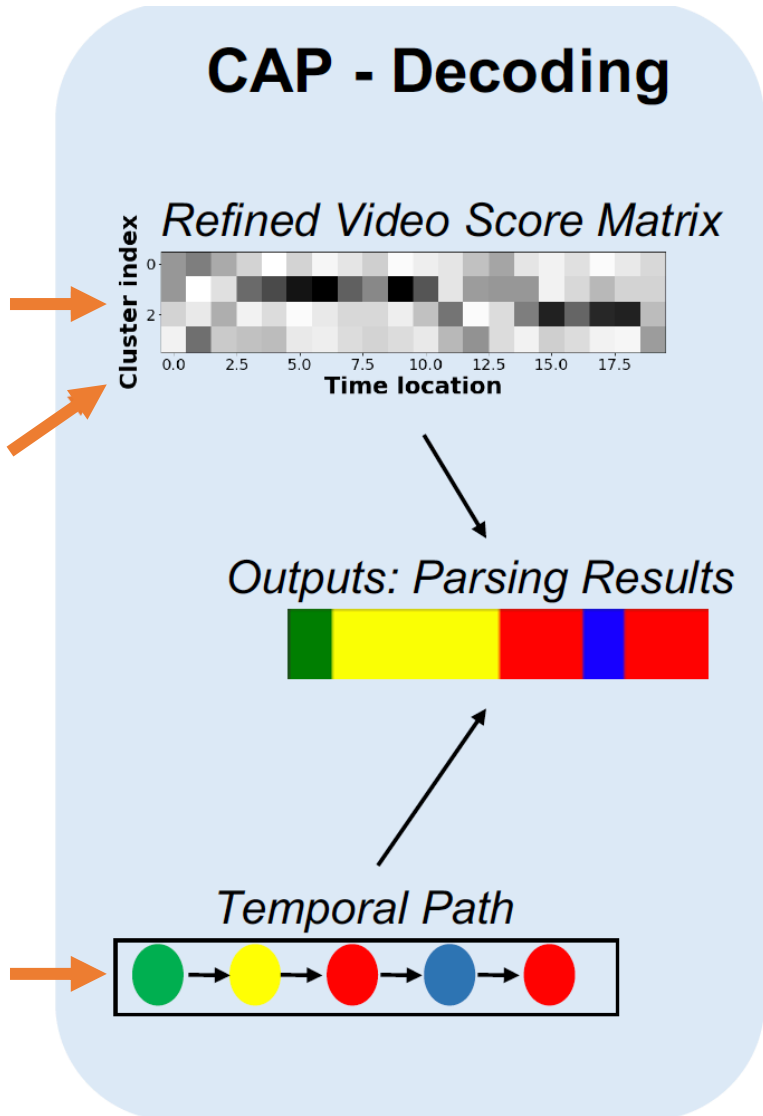 CAP - Decoding
Refined Video Score Matrix
Cluster index
0
2
0.0 2.5 5.0 7.5 10.0 12.5 15.0 17.5
Time location
Outputs: Parsing Results
Temporal Path